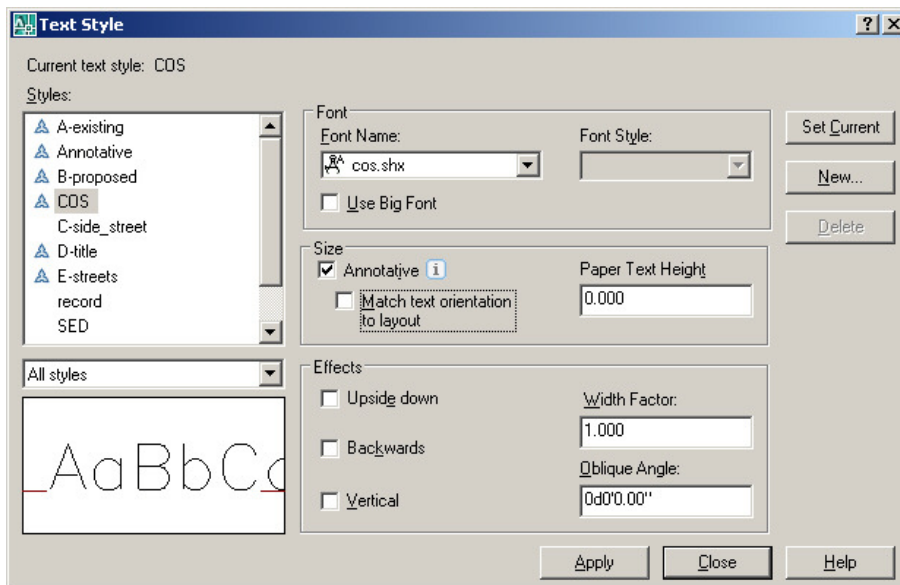 Text Style
Current text style: COS
Styles:
A-existing
Annotative
B-proposed
COS
C-side_street
D-title
E-streets
record
SED
All styles
AaBbCc
Font
Font Name:
cos.shx
Use Big Font
Font Style:
Size
Annotative
Match text orientation
to layout
Paper Text Height
0.000
Effects
Upside down
Backwards
Vertical
Width Factor:
1.000
Oblique Angle:
0d0'0.00"
Set Current
New...
Delete
Apply
Close
Help